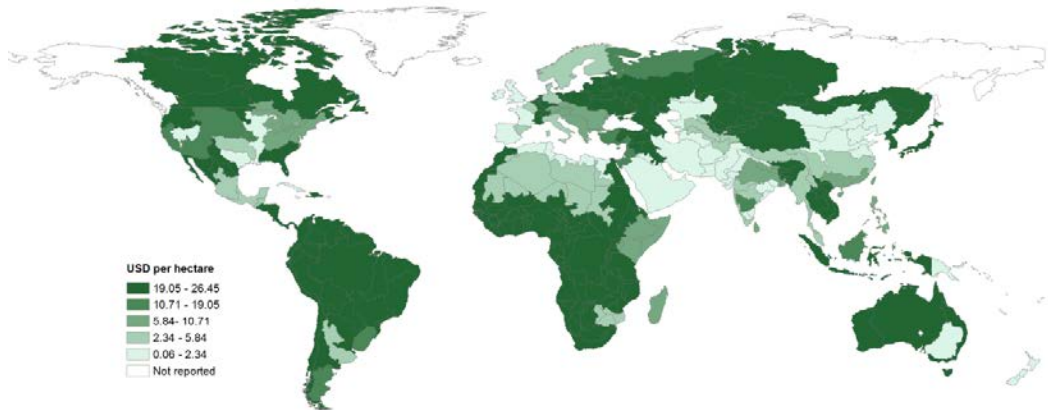 USD per hectare
19.05 - 26.45
10.71 - 19.05
5.84- 10.71
2.34 - 5.84
0.06 - 2.34
Not reported